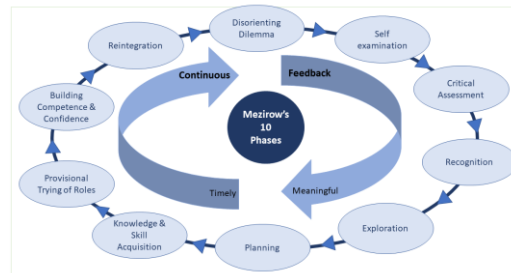 Disorienting
Dilemma
Self
examination
Critical
Assessment
Recognition
Exploration
Planning
Knowledge &
Skill
Acquisition
Provisional
Trying of Roles
Building
Competence &
Confidence
Reintegration
Continuous
Feedback
Meaningful
Timely
Mezirow's
10
Phases